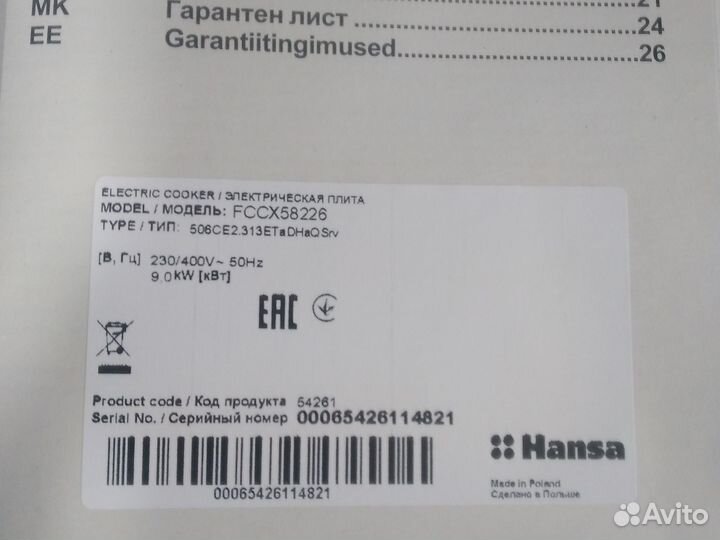 21
MK Гарантен лист ........................ 24
EE Garantiitingimused........................ 26
ELECTRIC COOKER / ЭЛЕКТРИЧЕСКАЯ ПЛИТА
MODEL / МОДЕЛЬ: FCCX58226
TYPE / ТИП: 506CE2.313ETaDHaQSrv
[В, Гц] 230/400V~ 50Hz
9.0kW [кВт]
EAC
Product code / Код продукта 54261
Serial No. / Серийный номер 00065426114821
00065426114821
Hansa
Made in Poland
Сделано в Польше
Avito